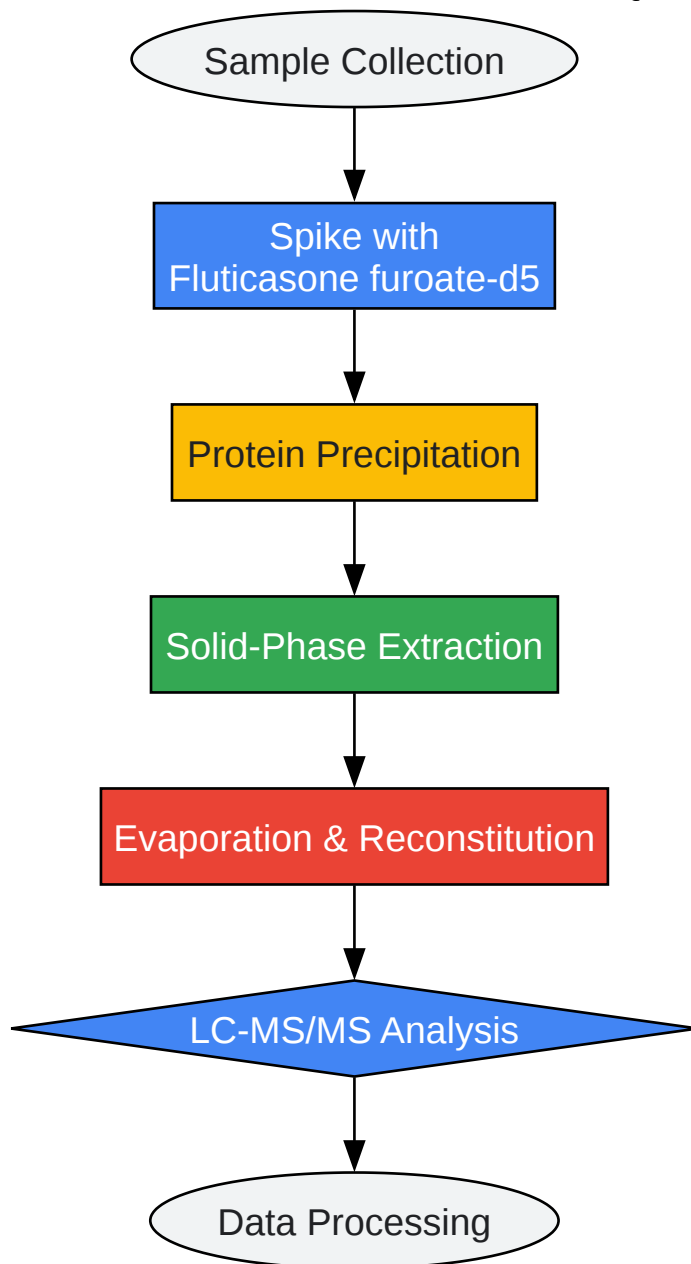 Sample Collection
Spike with
Fluticasone furoate-d5
Protein Precipitation
Solid-Phase Extraction
Evaporation & Reconstitution
LC-MS/MS Analysis
Data Processing